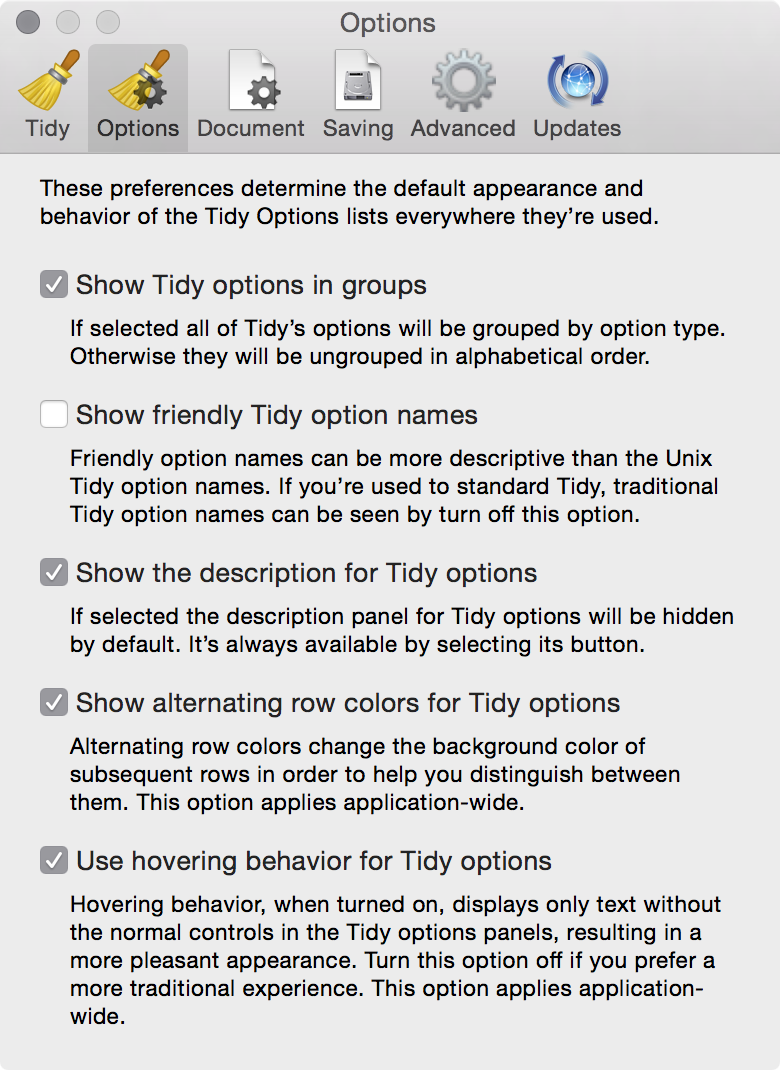 Options
Tidy Options Document Saving Advanced Updates
These preferences determine the default appearance and
behavior of the Tidy Options lists everywhere they’re used.
Show Tidy options in groups
If selected all of Tidy’s options will be grouped by option type.
Otherwise they will be ungrouped in alphabetical order.
Show friendly Tidy option names
Friendly option names can be more descriptive than the Unix
Tidy option names. If you’re used to standard Tidy, traditional
Tidy option names can be seen by turn off this option.
Show the description for Tidy options
If selected the description panel for Tidy options will be hidden
by default. It’s always available by selecting its button.
Show alternating row colors for Tidy options
Alternating row colors change the background color of
subsequent rows in order to help you distinguish between
them. This option applies application-wide.
Use hovering behavior for Tidy options
Hovering behavior, when turned on, displays only text without
the normal controls in the Tidy options panels, resulting in a
more pleasant appearance. Turn this option off if you prefer a
more traditional experience. This option applies application-
wide.